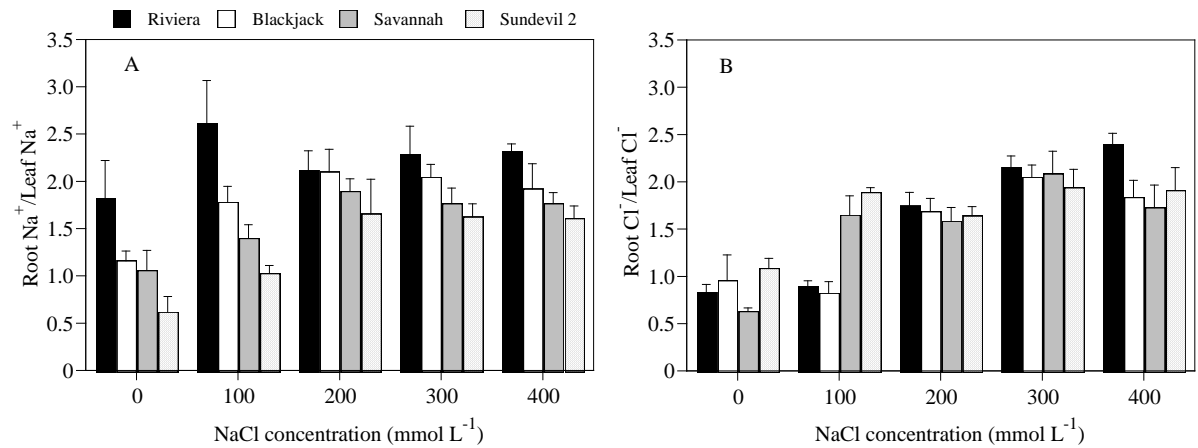 Riviera Blackjack Savannah Sundevil 2
A
Root Na⁺/Leaf Na⁺
3.5
3.0
2.5
2.0
1.5
1.0
0.5
0
0 100 200 300 400
NaCl concentration (mmol L⁻¹)
B
Root Cl⁻/Leaf Cl⁻
3.5
3.0
2.5
2.0
1.5
1.0
0.5
0
0 100 200 300 400
NaCl concentration (mmol L⁻¹)